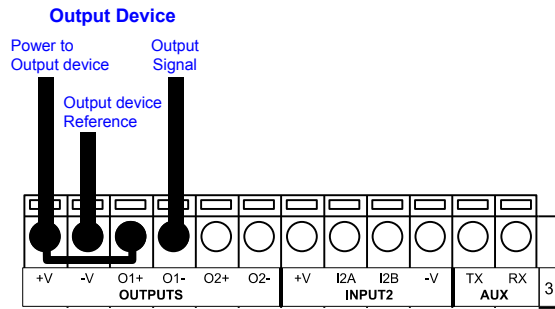 Output Device
Power to
Output device
Output
Signal
Output device
Reference
+V -V O1+ O1- O2+ O2- +V I2A I2B -V TX RX
OUTPUTS INPUT2 AUX
3